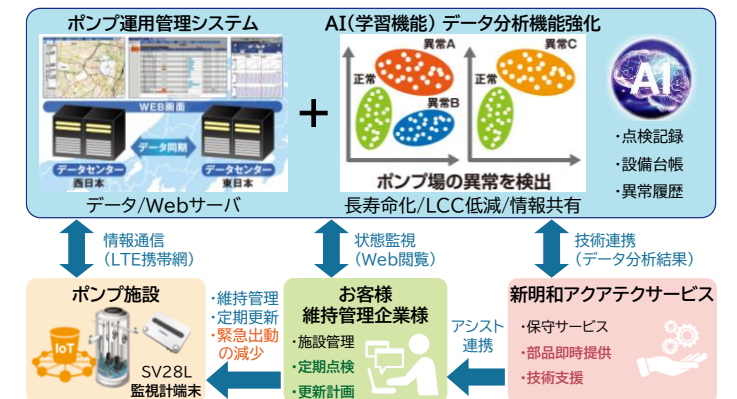 ポンプ運用管理システム
AI(学習機能) データ分析機能強化
WEB画面
データ同期
データセンター
西日本
データセンター
東日本
データ/Webサーバ
+
異常A
正常
異常B
異常C
正常
ポンプ場の異常を検出
長寿命化/LCC低減/情報共有
AI
・点検記録
・設備台帳
・異常履歴
情報通信
(LTE携帯網)
状態監視
(Web閲覧)
技術連携
(データ分析結果)
ポンプ施設
IoT
SV28L
監視計端末
・維持管理
・定期更新
・緊急出動
の減少
お客様
維持管理企業様
・施設管理
・定期点検
・更新計画
アシスト
連携
新明和アクアテクサービス
・保守サービス
・部品即時提供
・技術支援